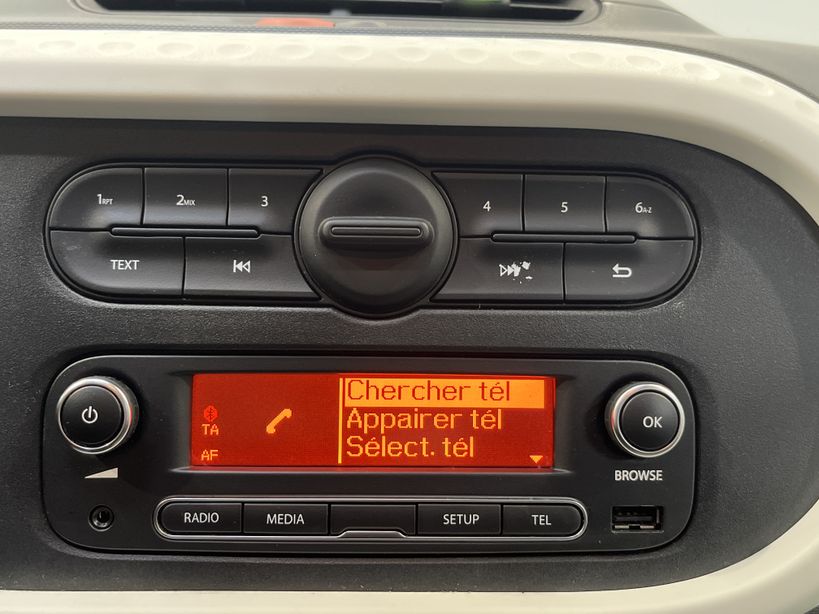 1RPT 2MIX 3 4 5 6A-Z
TEXT
Chercher tél
Appairer tél
TA
Sélect. tél
AF
OK
BROWSE
RADIO MEDIA SETUP TEL